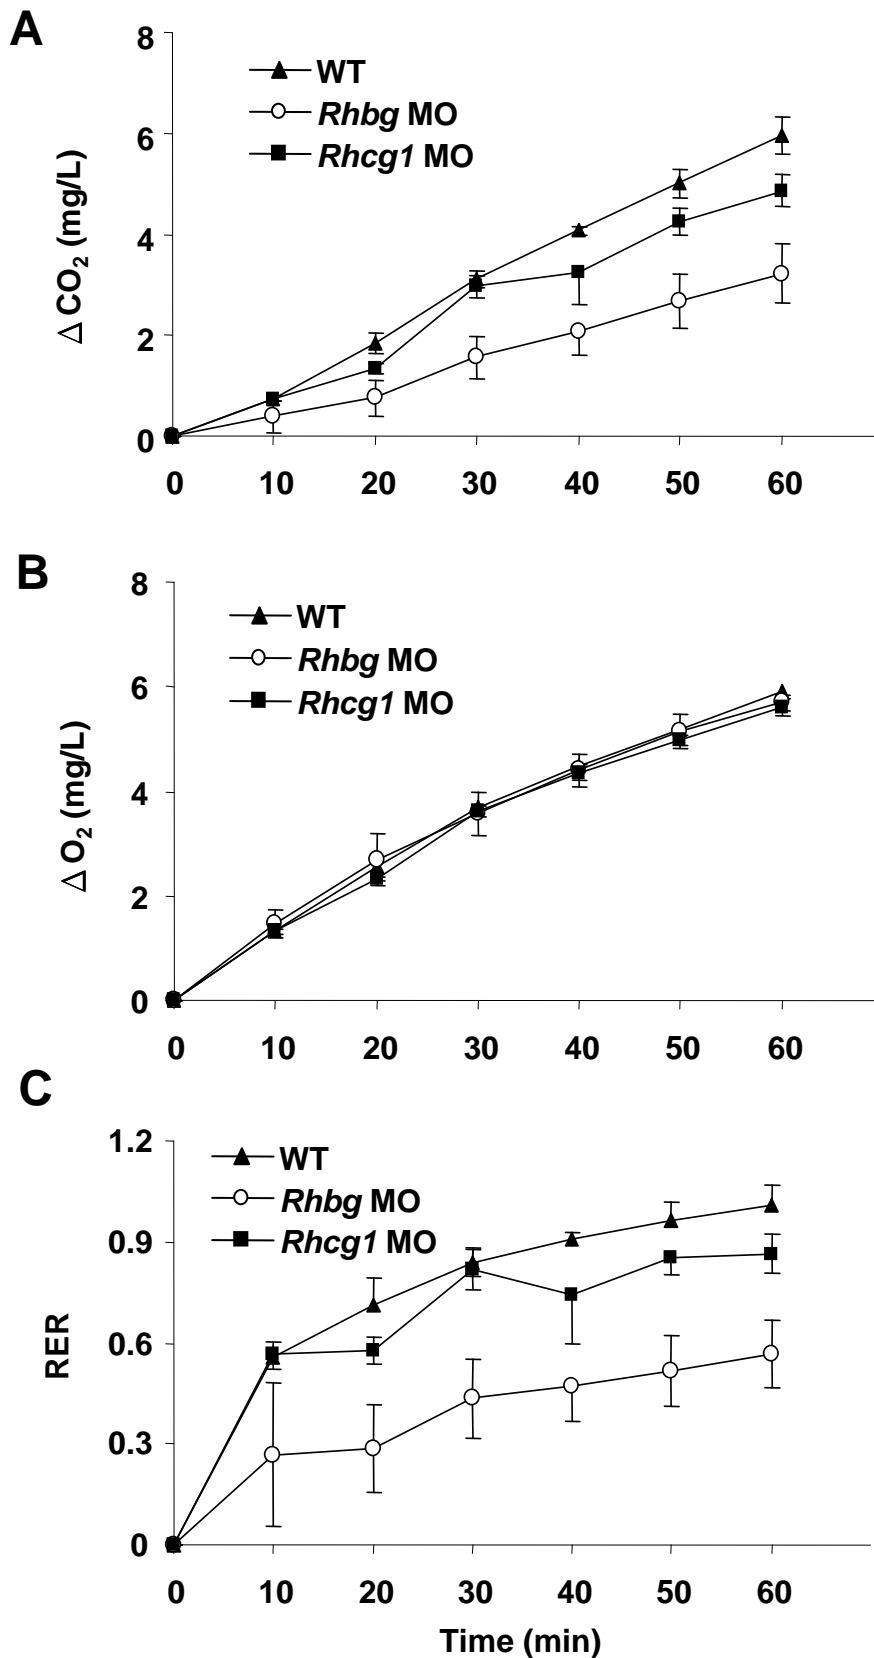 A
8
WT
Rhbg MO
Rhcg1 MO
6
4
2
0
Δ CO₂ (mg/L)
0 10 20 30 40 50 60
B
8
WT
Rhbg MO
Rhcg1 MO
6
4
2
0
Δ O₂ (mg/L)
0 10 20 30 40 50 60
C
1.2
WT
Rhbg MO
Rhcg1 MO
0.9
0.6
0.3
0
RER
0 10 20 30 40 50 60
Time (min)